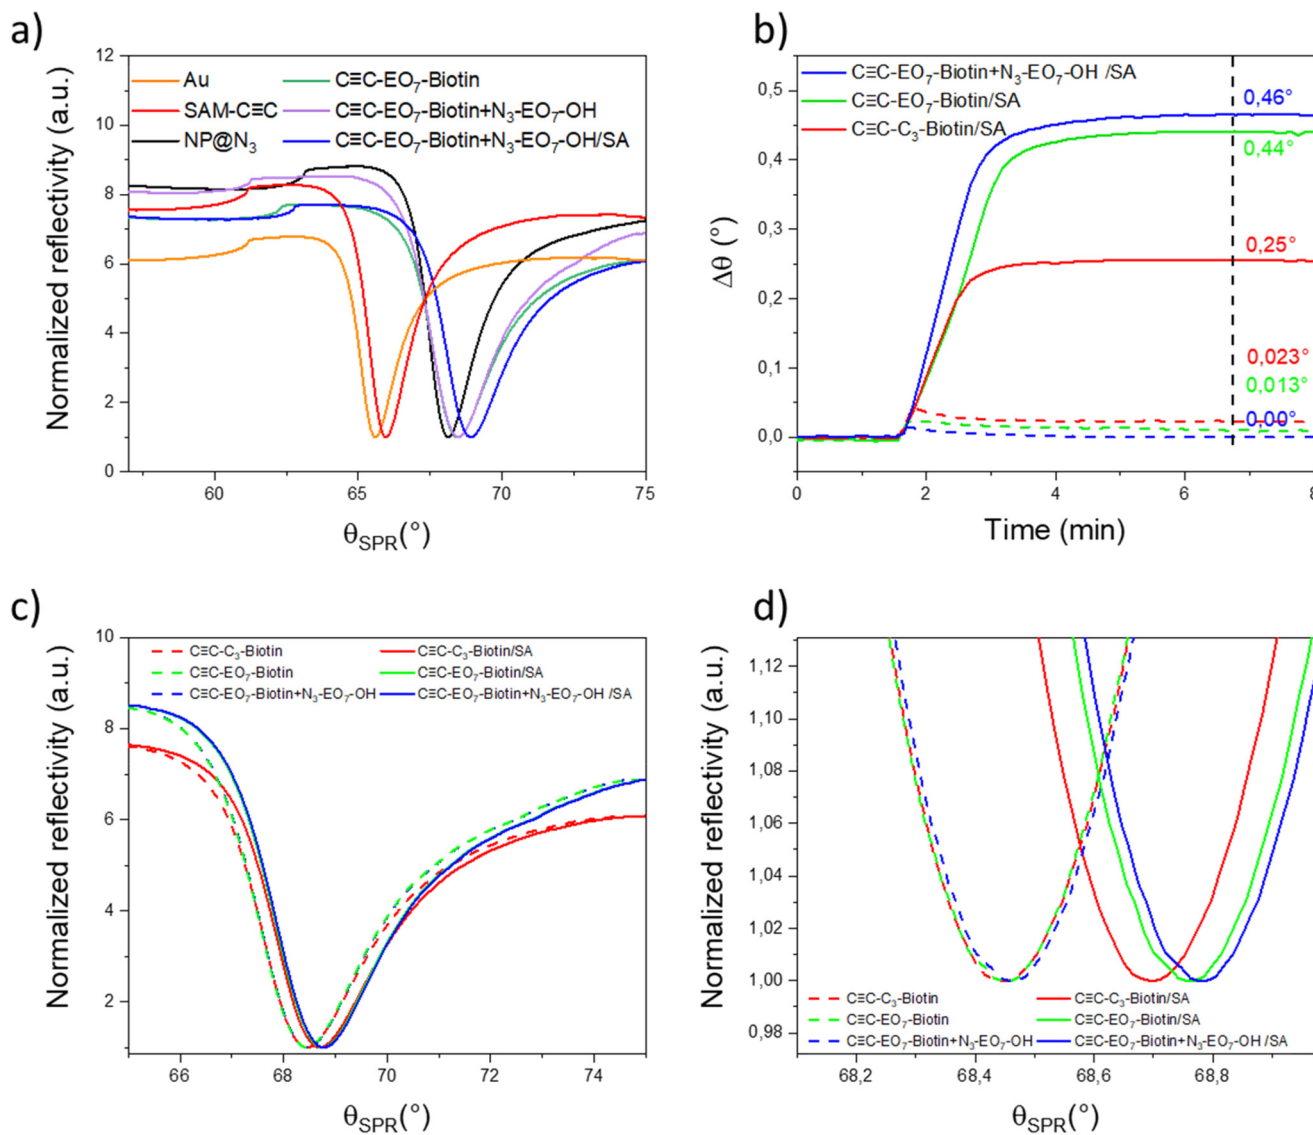 a)
12
10
8
6
4
2
0
Normalized reflectivity (a.u.)
Au
SAM-C≡C
NP@N₃
C≡C-EO₇-Biotin
C≡C-EO₇-Biotin+N₃-EO₇-OH
C≡C-EO₇-Biotin+N₃-EO₇-OH/SA
60
65
70
75
θSPR(°)
b)
0,5
0,4
0,3
0,2
0,1
0,0
Δθ (°)
C≡C-EO₇-Biotin+N₃-EO₇-OH /SA
C≡C-EO₇-Biotin/SA
C≡C-C₃-Biotin/SA
0,46°
0,44°
0,25°
0,023°
0,013°
0,00°
0
2
4
6
8
Time (min)
c)
10
8
6
4
2
Normalized reflectivity (a.u.)
C≡C-C₃-Biotin
C≡C-EO₇-Biotin
C≡C-EO₇-Biotin+N₃-EO₇-OH
C≡C-C₃-Biotin/SA
C≡C-EO₇-Biotin/SA
C≡C-EO₇-Biotin+N₃-EO₇-OH /SA
66
68
70
72
74
θSPR(°)
d)
1,12
1,10
1,08
1,06
1,04
1,02
1,00
0,98
Normalized reflectivity (a.u.)
C≡C-C₃-Biotin
C≡C-EO₇-Biotin
C≡C-EO₇-Biotin+N₃-EO₇-OH
C≡C-C₃-Biotin/SA
C≡C-EO₇-Biotin/SA
C≡C-EO₇-Biotin+N₃-EO₇-OH /SA
68,2
68,4
68,6
68,8
θSPR(°)